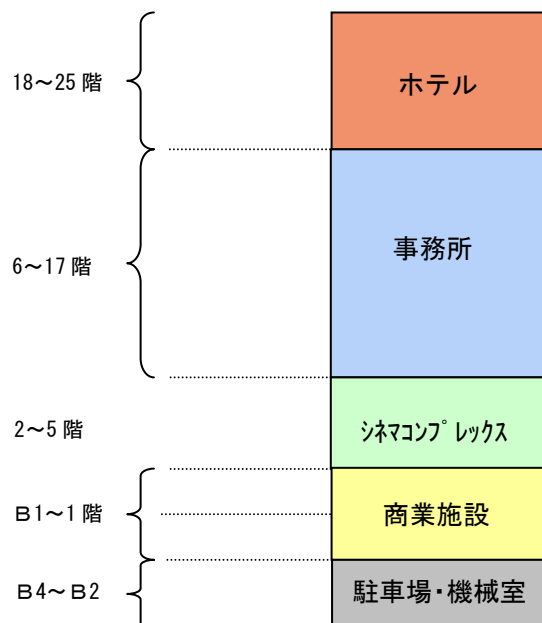 18～25 階
ホテル
6～17 階
事務所
2～5 階
ｼﾈﾏｺﾝﾌﾟﾚｯｸｽ
Ｂ1～1 階
商業施設
Ｂ4～Ｂ2
駐車場・機械室